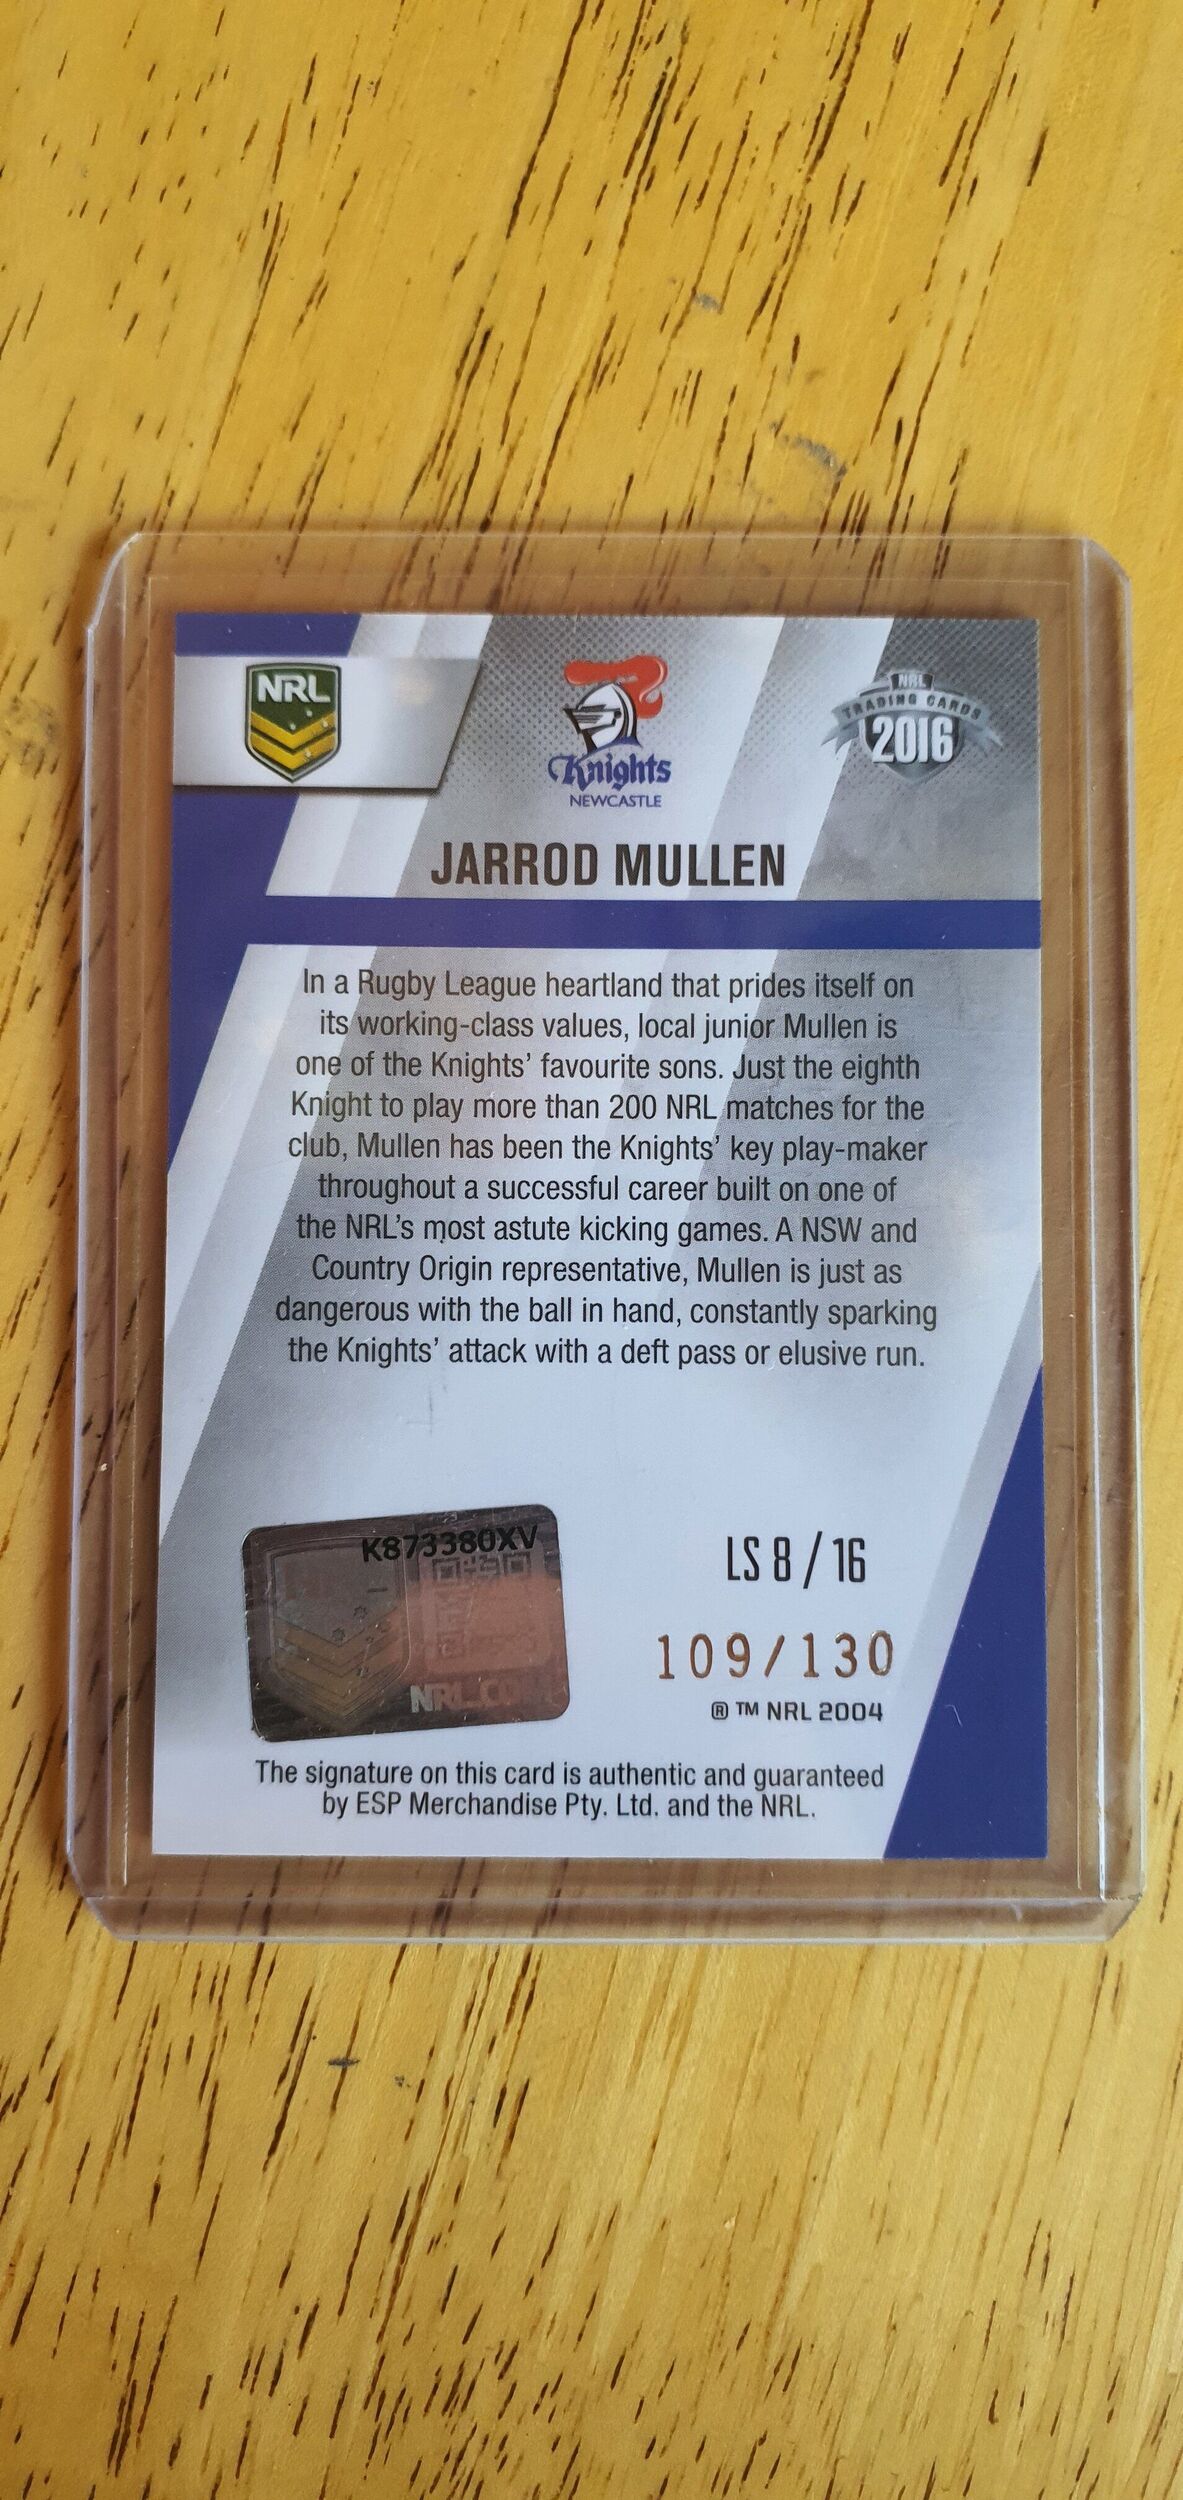 NRL
Knights
NEWCASTLE
NRL
TRADING CARDS
2016
JARROD MULLEN
In a Rugby League heartland that prides itself on
its working-class values, local junior Mullen is
one of the Knights' favourite sons. Just the eighth
Knight to play more than 200 NRL matches for the
club, Mullen has been the Knights' key play-maker
throughout a successful career built on one of
the NRL's most astute kicking games. A NSW and
Country Origin representative, Mullen is just as
dangerous with the ball in hand, constantly sparking
the Knights' attack with a deft pass or elusive run.
K873380XV
LS 8 / 16
109/130
® ™ NRL 2004
The signature on this card is authentic and guaranteed
by ESP Merchandise Pty. Ltd. and the NRL.